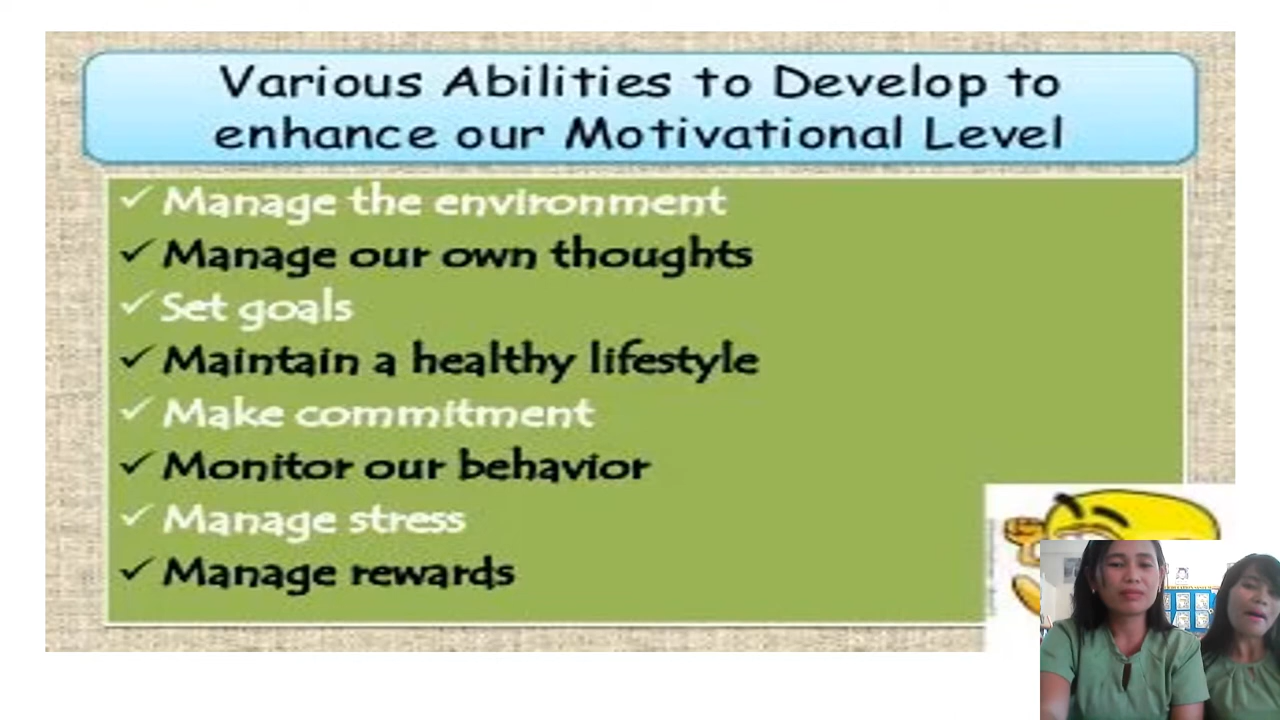 Various Abilities to Develop to
enhance our Motivational Level
✓ Manage the environment
✓ Manage our own thoughts
✓ Set goals
✓ Maintain a healthy lifestyle
✓ Make commitment
✓ Monitor our behavior
✓ Manage stress
✓ Manage rewards